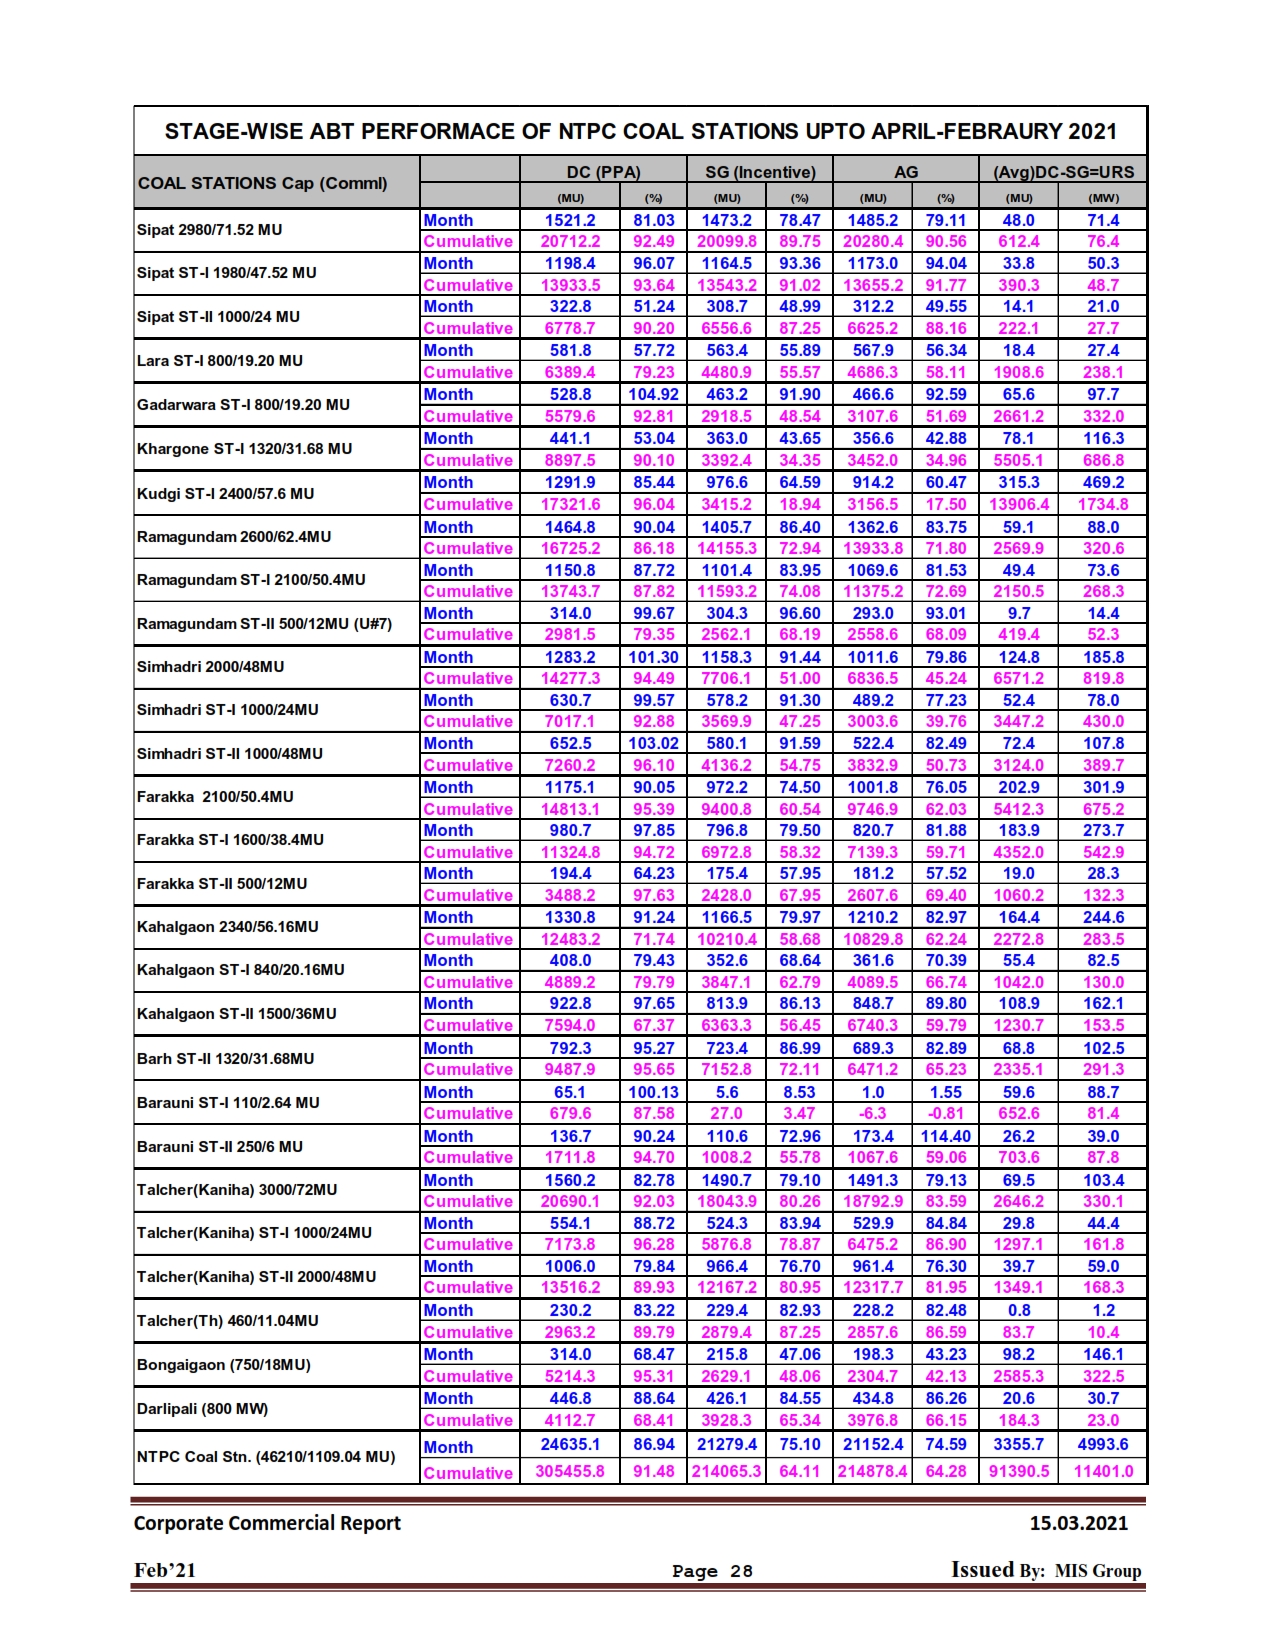 STAGE-WISE ABT PERFORMACE OF NTPC COAL STATIONS UPTO APRIL-FEBRAURY 2021
COAL STATIONS Cap (Comml) DC (PPA) SG (Incentive) AG (Avg)DC-SG=URS
(MU) (%) (MU) (%) (MU) (%) (MU) (MW)
Sipat 2980/71.52 MU Month 1521.2 81.03 1473.2 78.47 1485.2 79.11 48.0 71.4
Cumulative 20712.2 92.49 20099.8 89.75 20280.4 90.56 612.4 76.4
Sipat ST-I 1980/47.52 MU Month 1198.4 96.07 1164.5 93.36 1173.0 94.04 33.8 50.3
Cumulative 13933.5 93.64 13543.2 91.02 13655.2 91.77 390.3 48.7
Sipat ST-II 1000/24 MU Month 322.8 51.24 308.7 48.99 312.2 49.55 14.1 21.0
Cumulative 6778.7 90.20 6556.6 87.25 6625.2 88.16 222.1 27.7
Lara ST-I 800/19.20 MU Month 581.8 57.72 563.4 55.89 567.9 56.34 18.4 27.4
Cumulative 6389.4 79.23 4480.9 55.57 4686.3 58.11 1908.6 238.1
Gadarwara ST-I 800/19.20 MU Month 528.8 104.92 463.2 91.90 466.6 92.59 65.6 97.7
Cumulative 5579.6 92.81 2918.5 48.54 3107.6 51.69 2661.2 332.0
Khargone ST-I 1320/31.68 MU Month 441.1 53.04 363.0 43.65 356.6 42.88 78.1 116.3
Cumulative 8897.5 90.10 3392.4 34.35 3452.0 34.96 5505.1 686.8
Kudgi ST-I 2400/57.6 MU Month 1291.9 85.44 976.6 64.59 914.2 60.47 315.3 469.2
Cumulative 17321.6 96.04 3415.2 18.94 3156.5 17.50 13906.4 1734.8
Ramagundam 2600/62.4MU Month 1464.8 90.04 1405.7 86.40 1362.6 83.75 59.1 88.0
Cumulative 16725.2 86.18 14155.3 72.94 13933.8 71.80 2569.9 320.6
Ramagundam ST-I 2100/50.4MU Month 1150.8 87.72 1101.4 83.95 1069.6 81.53 49.4 73.6
Cumulative 13743.7 87.82 11593.2 74.08 11375.2 72.69 2150.5 268.3
Ramagundam ST-II 500/12MU (U#7) Month 314.0 99.67 304.3 96.60 293.0 93.01 9.7 14.4
Cumulative 2981.5 79.35 2562.1 68.19 2558.6 68.09 419.4 52.3
Simhadri 2000/48MU Month 1283.2 101.30 1158.3 91.44 1011.6 79.86 124.8 185.8
Cumulative 14277.3 94.49 7706.1 51.00 6836.5 45.24 6571.2 819.8
Simhadri ST-I 1000/24MU Month 630.7 99.57 578.2 91.30 489.2 77.23 52.4 78.0
Cumulative 7017.1 92.88 3569.9 47.25 3003.6 39.76 3447.2 430.0
Simhadri ST-II 1000/48MU Month 652.5 103.02 580.1 91.59 522.4 82.49 72.4 107.8
Cumulative 7260.2 96.10 4136.2 54.75 3832.9 50.73 3124.0 389.7
Farakka 2100/50.4MU Month 1175.1 90.05 972.2 74.50 1001.8 76.05 202.9 301.9
Cumulative 14813.1 95.39 9400.8 60.54 9746.9 62.03 5412.3 675.2
Farakka ST-I 1600/38.4MU Month 980.7 97.85 796.8 79.50 820.7 81.88 183.9 273.7
Cumulative 11324.8 94.72 6972.8 58.32 7139.3 59.71 4352.0 542.9
Farakka ST-II 500/12MU Month 194.4 64.23 175.4 57.95 181.2 57.52 19.0 28.3
Cumulative 3488.2 97.63 2428.0 67.95 2607.6 69.40 1060.2 132.3
Kahalgaon 2340/56.16MU Month 1330.8 91.24 1166.5 79.97 1210.2 82.97 164.4 244.6
Cumulative 12483.2 71.74 10210.4 58.68 10829.8 62.24 2272.8 283.5
Kahalgaon ST-I 840/20.16MU Month 408.0 79.43 352.6 68.64 361.6 70.39 55.4 82.5
Cumulative 4889.2 79.79 3847.1 62.79 4089.5 66.74 1042.0 130.0
Kahalgaon ST-II 1500/36MU Month 922.8 97.65 813.9 86.13 848.7 89.80 108.9 162.1
Cumulative 7594.0 67.37 6363.3 56.45 6740.3 59.79 1230.7 153.5
Barh ST-II 1320/31.68MU Month 792.3 95.27 723.4 86.99 689.3 82.89 68.8 102.5
Cumulative 9487.9 95.65 7152.8 72.11 6471.2 65.23 2335.1 291.3
Barauni ST-I 110/2.64 MU Month 65.1 100.13 5.6 8.53 1.0 1.55 59.6 88.7
Cumulative 679.6 87.58 27.0 3.47 -6.3 -0.81 652.6 81.4
Barauni ST-II 250/6 MU Month 136.7 90.24 110.6 72.96 173.4 114.40 26.2 39.0
Cumulative 1711.8 94.70 1008.2 55.78 1067.6 59.06 703.6 87.8
Talcher(Kaniha) 3000/72MU Month 1560.2 82.78 1490.7 79.10 1491.3 79.13 69.5 103.4
Cumulative 20690.1 92.03 18043.9 80.26 18792.9 83.59 2646.2 330.1
Talcher(Kaniha) ST-I 1000/24MU Month 554.1 88.72 524.3 83.94 529.9 84.84 29.8 44.4
Cumulative 7173.8 96.28 5876.8 78.87 6475.2 86.90 1297.1 161.8
Talcher(Kaniha) ST-II 2000/48MU Month 1006.0 79.84 966.4 76.70 961.4 76.30 39.7 59.0
Cumulative 13516.2 89.93 12167.2 80.95 12317.7 81.95 1349.1 168.3
Talcher(Th) 460/11.04MU Month 230.2 83.22 229.4 82.93 228.2 82.48 0.8 1.2
Cumulative 2963.2 89.79 2879.4 87.25 2857.6 86.59 83.7 10.4
Bongaigaon (750/18MU) Month 314.0 68.47 215.8 47.06 198.3 43.23 98.2 146.1
Cumulative 5214.3 95.31 2629.1 48.06 2304.7 42.13 2585.3 322.5
Darlipali (800 MW) Month 446.8 88.64 426.1 84.55 434.8 86.26 20.6 30.7
Cumulative 4112.7 68.41 3928.3 65.34 3976.8 66.15 184.3 23.0
NTPC Coal Stn. (46210/1109.04 MU) Month 24635.1 86.94 21279.4 75.10 21152.4 74.59 3355.7 4993.6
Cumulative 305455.8 91.48 214065.3 64.11 214878.4 64.28 91390.5 11401.0
Corporate Commercial Report 15.03.2021
Feb’21 Page 28 Issued By: MIS Group